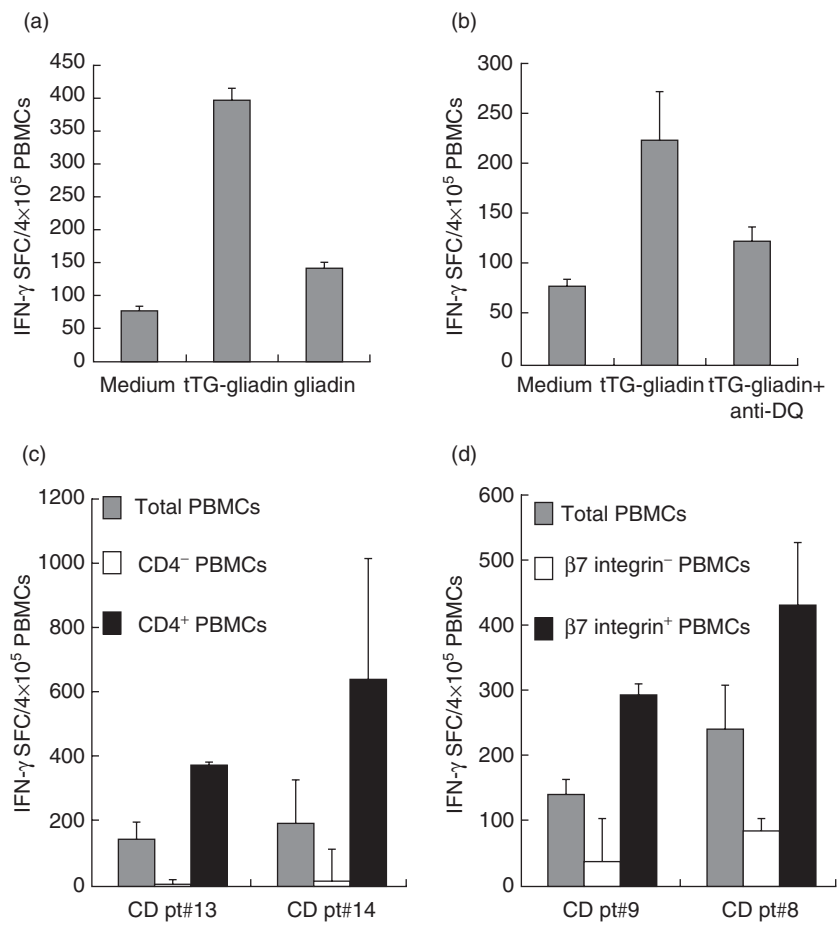 (a)
IFN-γ SFC/4×10⁵ PBMCs
450
400
350
300
250
200
150
100
50
0
Medium tTG-gliadin gliadin
(b)
IFN-γ SFC/4×10⁵ PBMCs
300
250
200
150
100
50
0
Medium tTG-gliadin tTG-gliadin+
anti-DQ
(c)
IFN-γ SFC/4×10⁵ PBMCs
1200
1000
800
600
400
200
0
Total PBMCs
CD4⁻ PBMCs
CD4⁺ PBMCs
CD pt#13 CD pt#14
(d)
IFN-γ SFC/4×10⁵ PBMCs
600
500
400
300
200
100
0
Total PBMCs
β7 integrin⁻ PBMCs
β7 integrin⁺ PBMCs
CD pt#9 CD pt#8